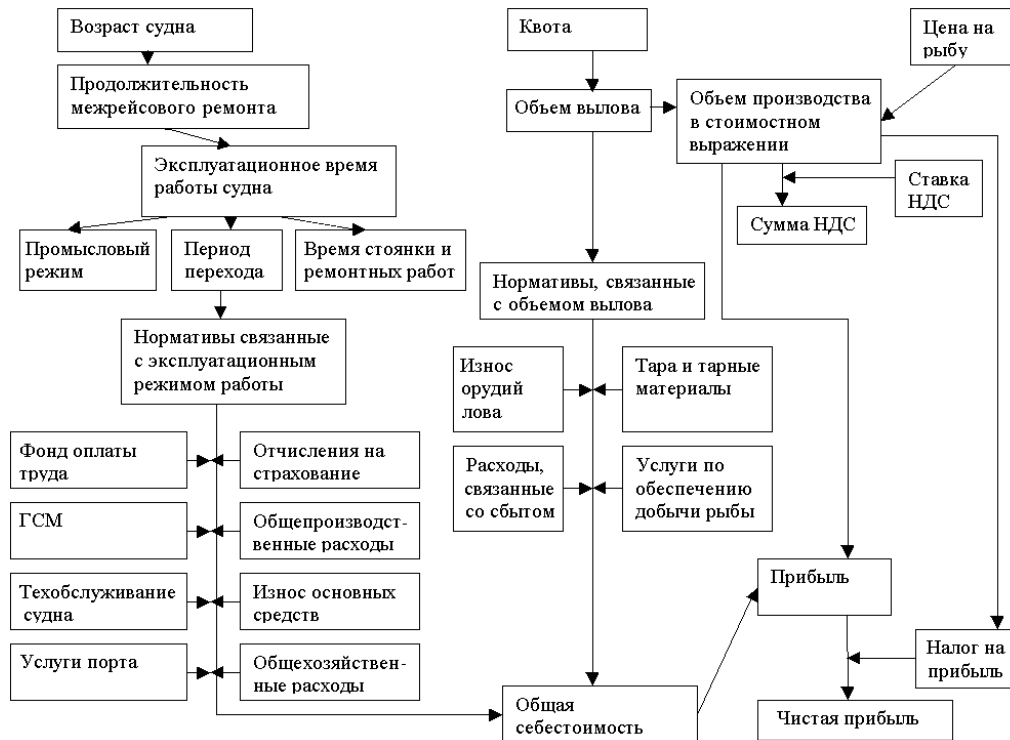 Возраст судна
Квота
Цена на
рыбу
Продолжительность
межрейсового ремонта
Объем вылова
Объем производства
в стоимостном
выражении
Эксплуатационное время
работы судна
Ставка
НДС
Сумма НДС
Промысловый
режим
Период
перехода
Время стоянки и
ремонтных работ
Нормативы, связанные
с объемом вылова
Нормативы связанные
с эксплуатационным
режимом работы
Износ
орудий
лова
Тара и тарные
материалы
Фонд оплаты
труда
Отчисления на
страхование
Расходы,
связанные
со сбытом
Услуги по
обеспечению
добычи рыбы
ГСМ
Общепроизводст-
венные расходы
Прибыль
Техобслуживание
судна
Износ основных
средств
Услуги порта
Общехозяйствен-
ные расходы
Налог на
прибыль
Общая
себестоимость
Чистая прибыль